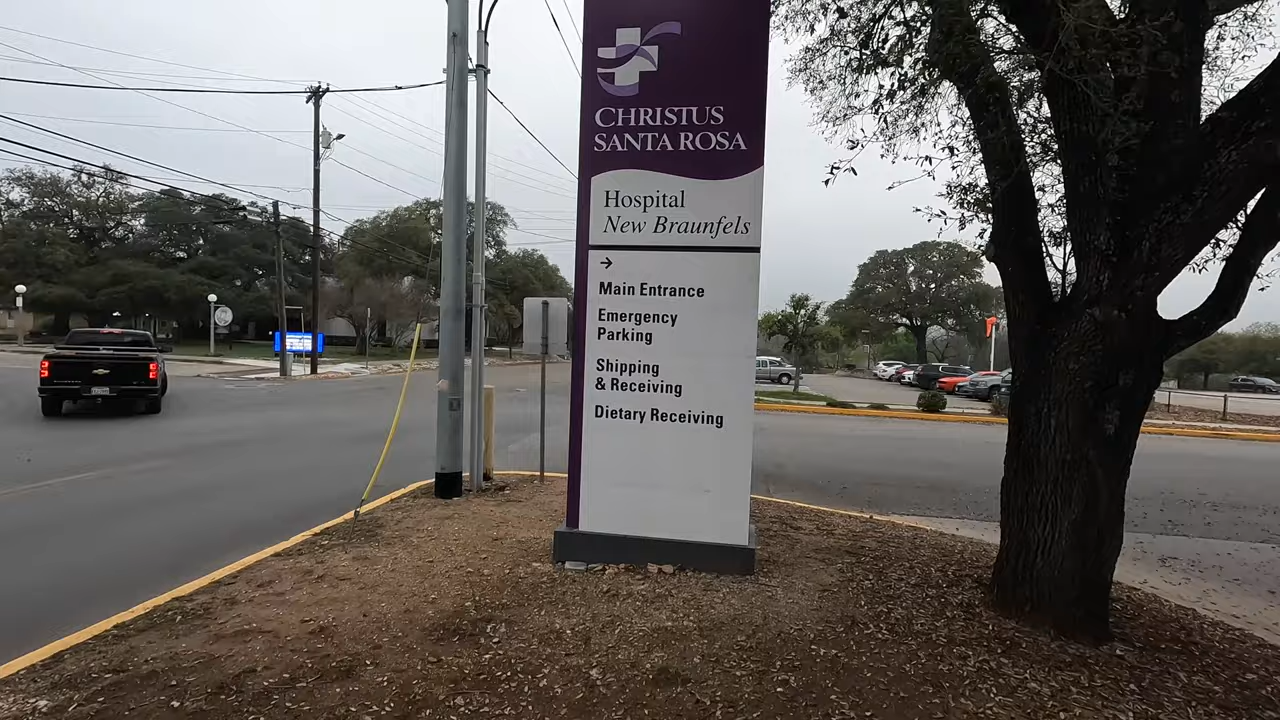 CHRISTUS
SANTA ROSA
Hospital
New Braunfels
→
Main Entrance
Emergency
Parking
Shipping
& Receiving
Dietary Receiving